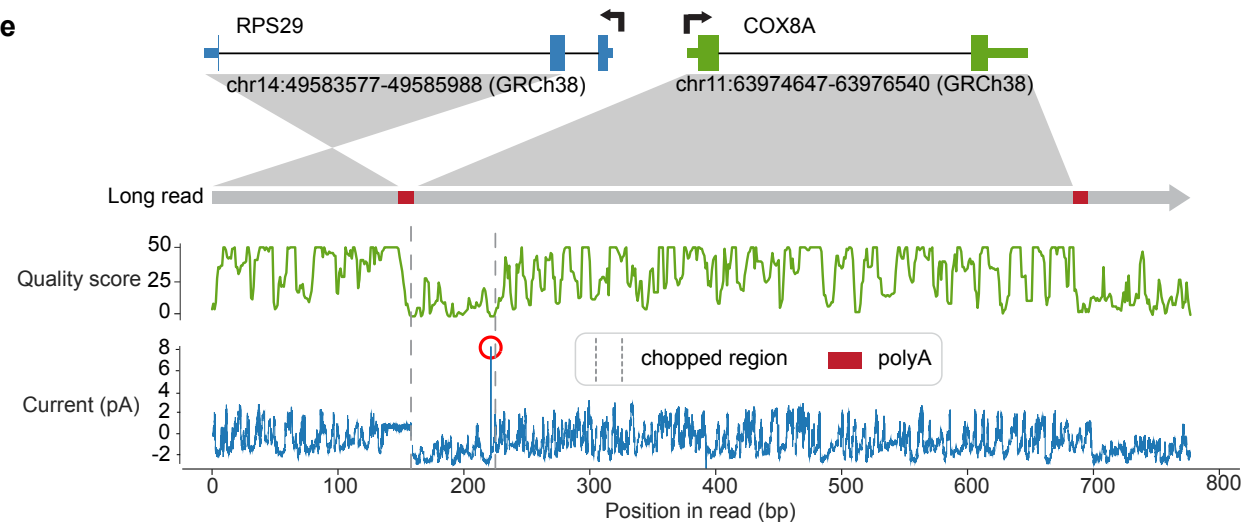 e
RPS29
COX8A
chr14:49583577-49585988 (GRCh38)
chr11:63974647-63976540 (GRCh38)
Long read
50
Quality score
25
0
8
chopped region
polyA
6
4
Current (pA)
2
0
-2
0 100 200 300 400 500 600 700 800
Position in read (bp)